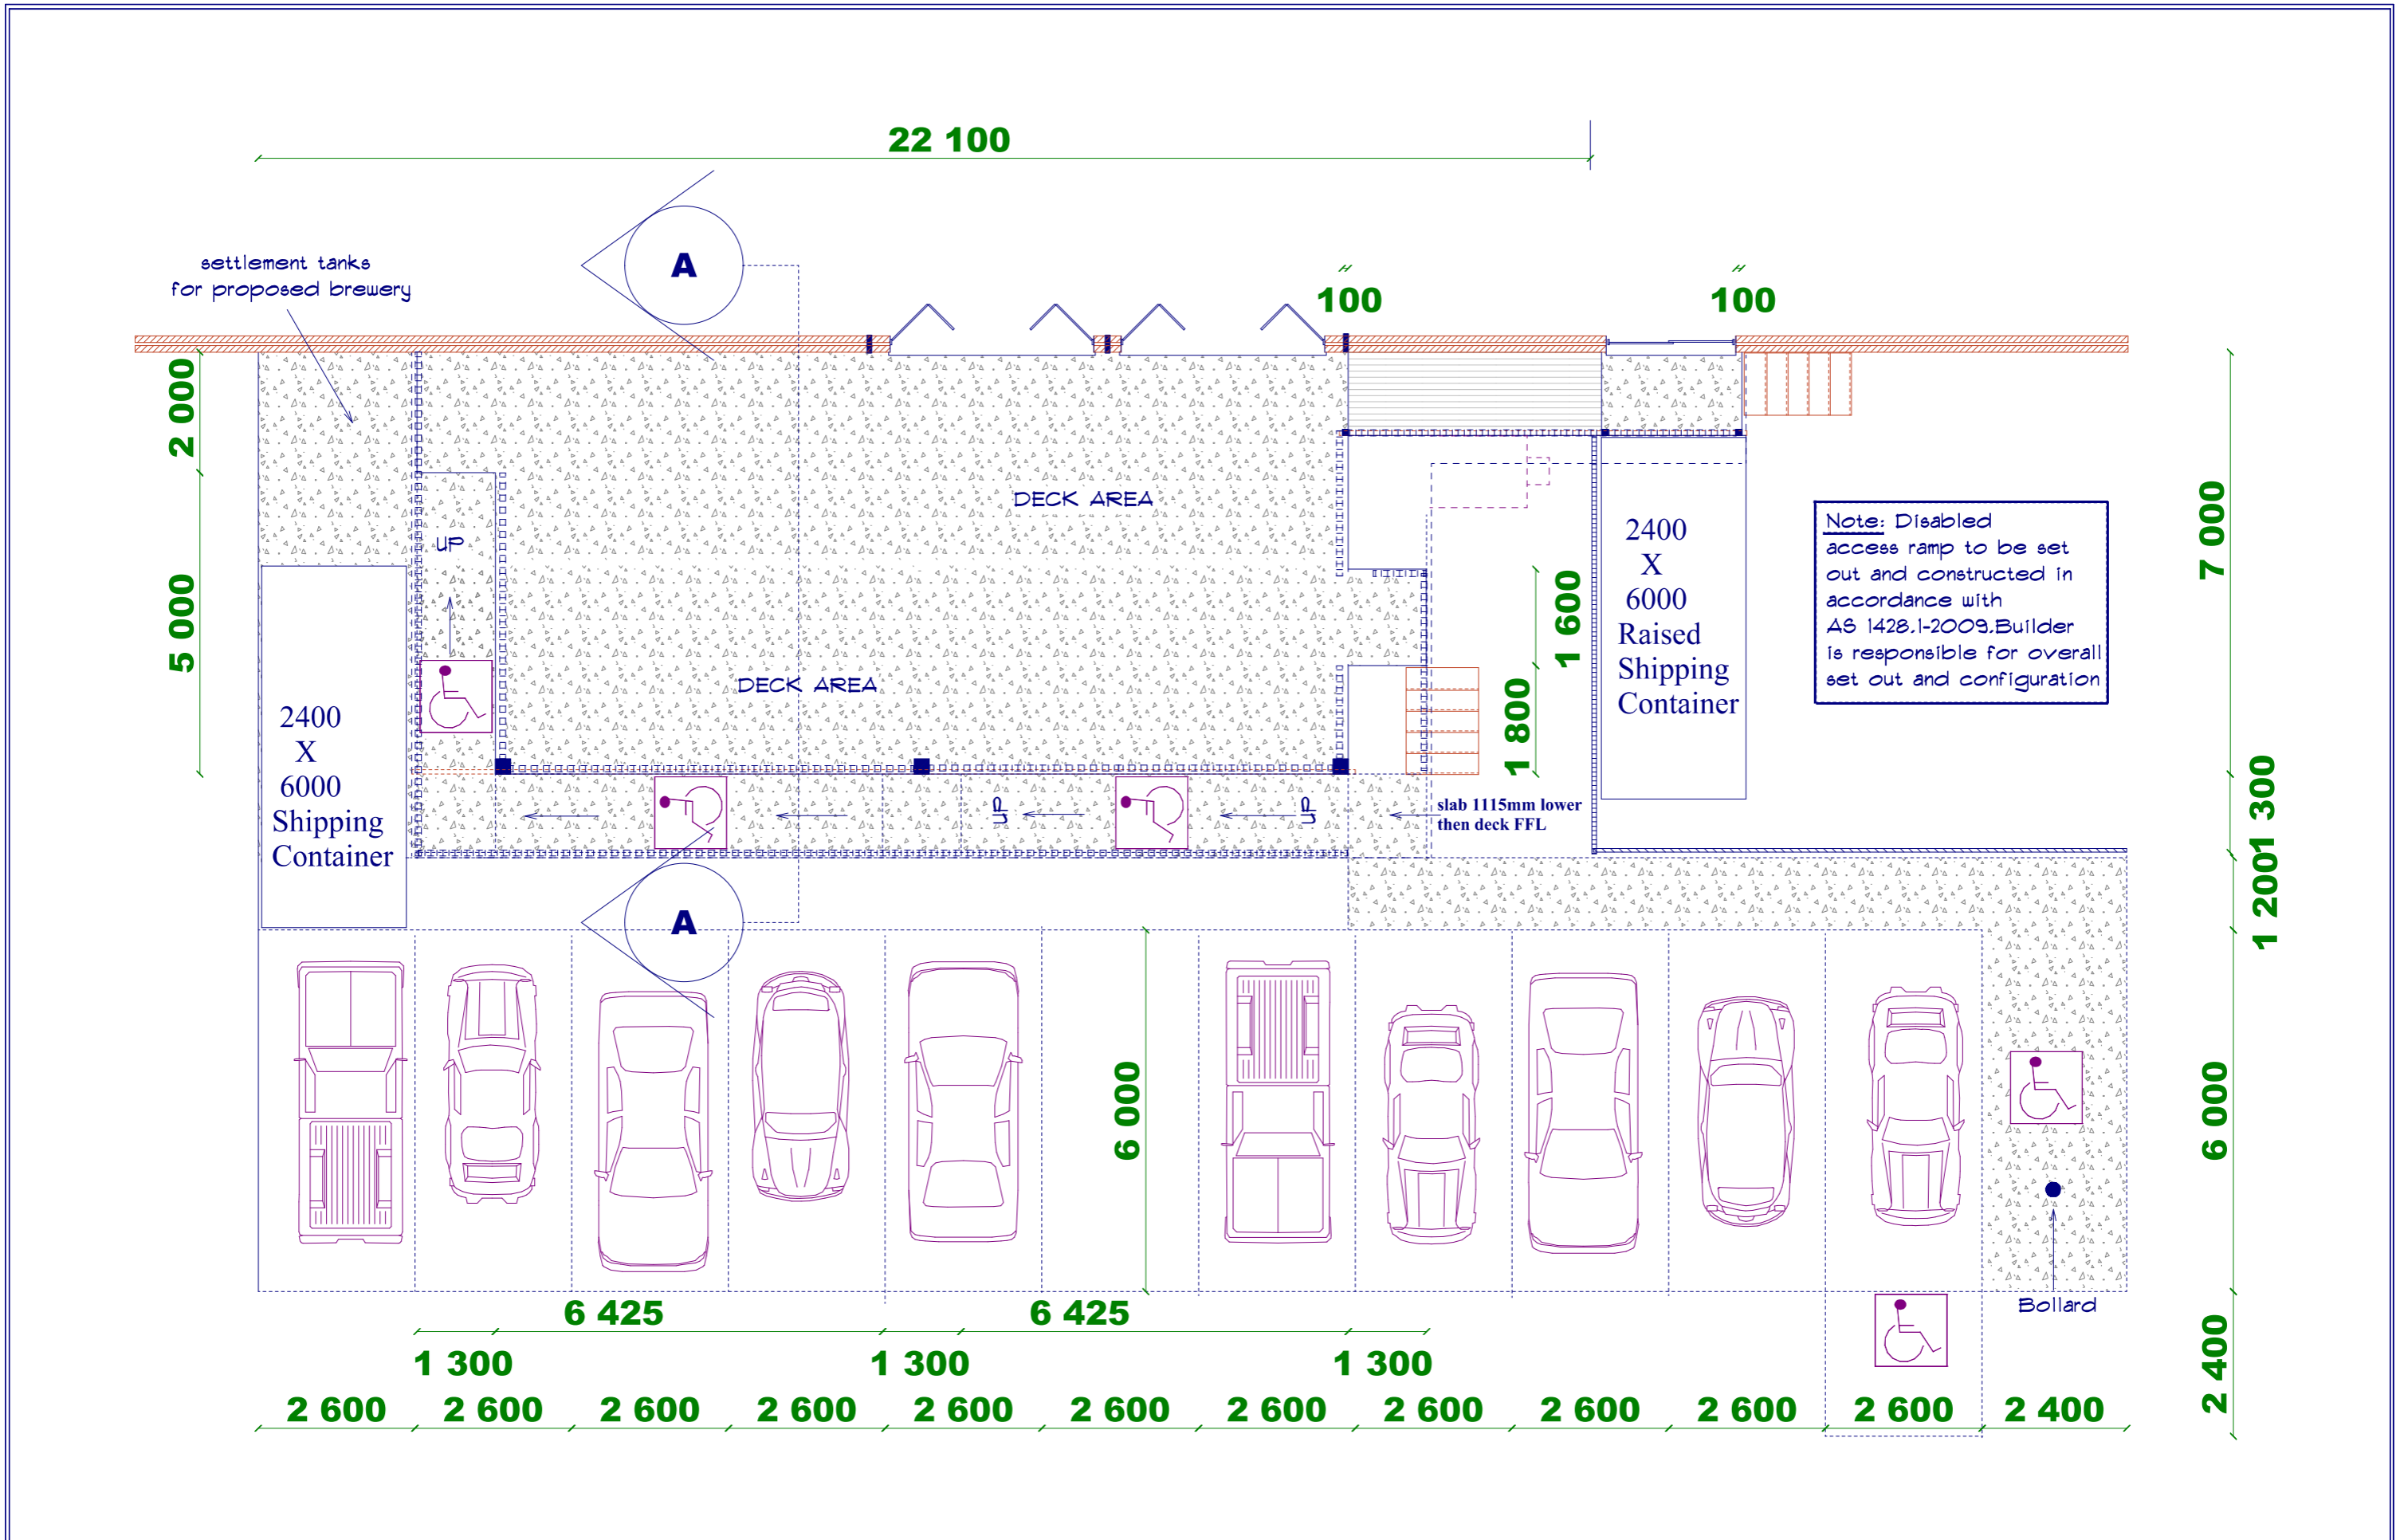 22 100
A
settlement tanks
for proposed brewery
100
100
2 000
DECK AREA
UP
5 000
DECK AREA
1 600
1 800
2400
X
6000
Raised
Shipping
Container
Note: Disabled
access ramp to be set
out and constructed in
accordance with
AS 1428.1-2009.Builder
is responsible for overall
set out and configuration
7 000
2400
X
6000
Shipping
Container
UP
UP
slab 1115mm lower
then deck FFL
1 300
1 200
A
6 000
6 000
Bollard
6 425
6 425
1 300
1 300
1 300
2 400
2 600
2 600
2 600
2 600
2 600
2 600
2 600
2 600
2 600
2 600
2 600
2 400